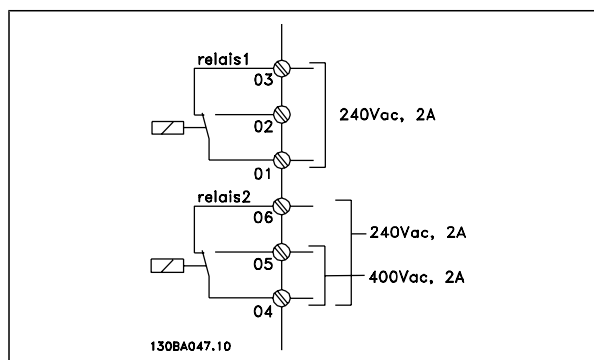 relais1
03
02
240Vac, 2A
01
relais2
06
240Vac, 2A
05
400Vac, 2A
04
130BA047.10